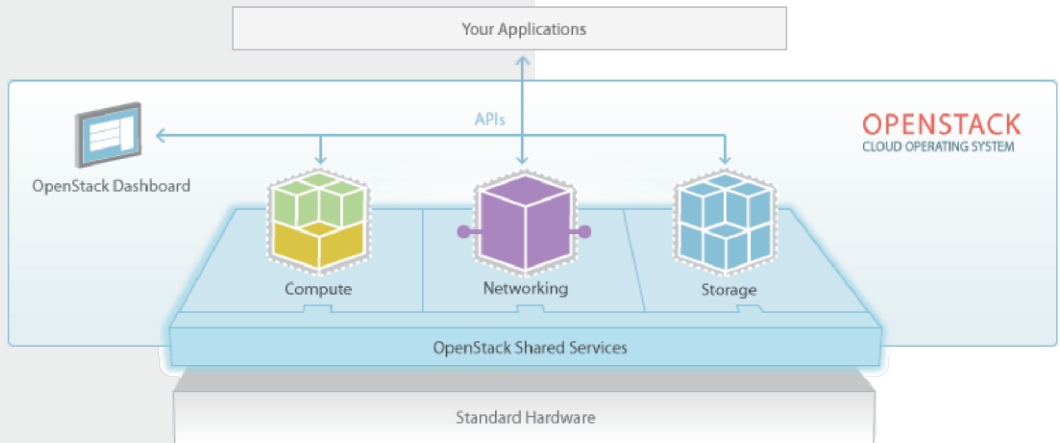 Your Applications
APIs
OPENSTACK
CLOUD OPERATING SYSTEM
OpenStack Dashboard
Compute
Networking
Storage
OpenStack Shared Services
Standard Hardware